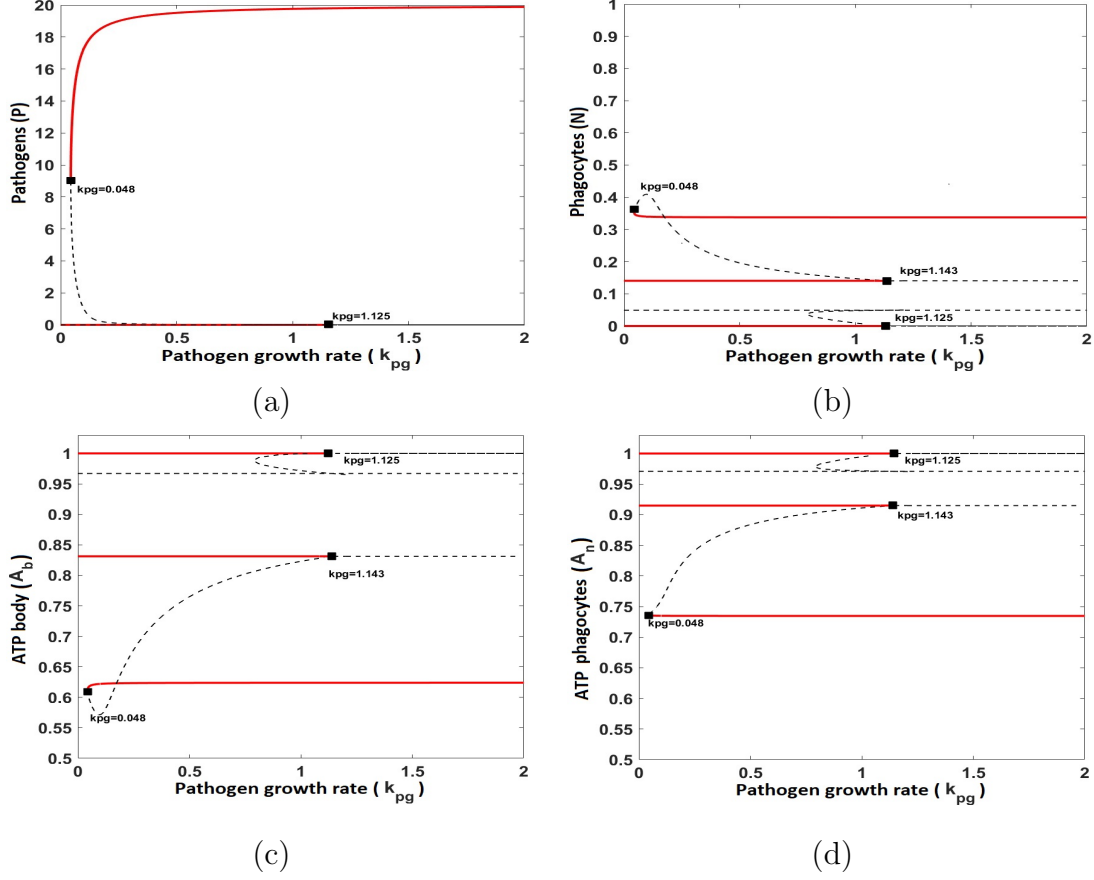 20
18
16
14
12
10
8
6
4
2
0
Pathogens (P)
kpg=0.048
kpg=1.125
0
0.5
1
1.5
2
Pathogen growth rate ( kpg )
(a)
1
0.9
0.8
0.7
0.6
0.5
0.4
0.3
0.2
0.1
0
Phagocytes (N)
kpg=0.048
kpg=1.143
kpg=1.125
0
0.5
1
1.5
2
Pathogen growth rate ( kpg )
(b)
1
0.95
0.9
0.85
0.8
0.75
0.7
0.65
0.6
0.55
0.5
ATP body (Ab)
kpg=1.125
kpg=1.143
kpg=0.048
0
0.5
1
1.5
2
Pathogen growth rate ( kpg )
(c)
1
0.95
0.9
0.85
0.8
0.75
0.7
0.65
0.6
0.55
0.5
ATP phagocytes (An)
kpg=1.125
kpg=1.143
kpg=0.048
0
0.5
1
1.5
2
Pathogen growth rate ( kpg )
(d)